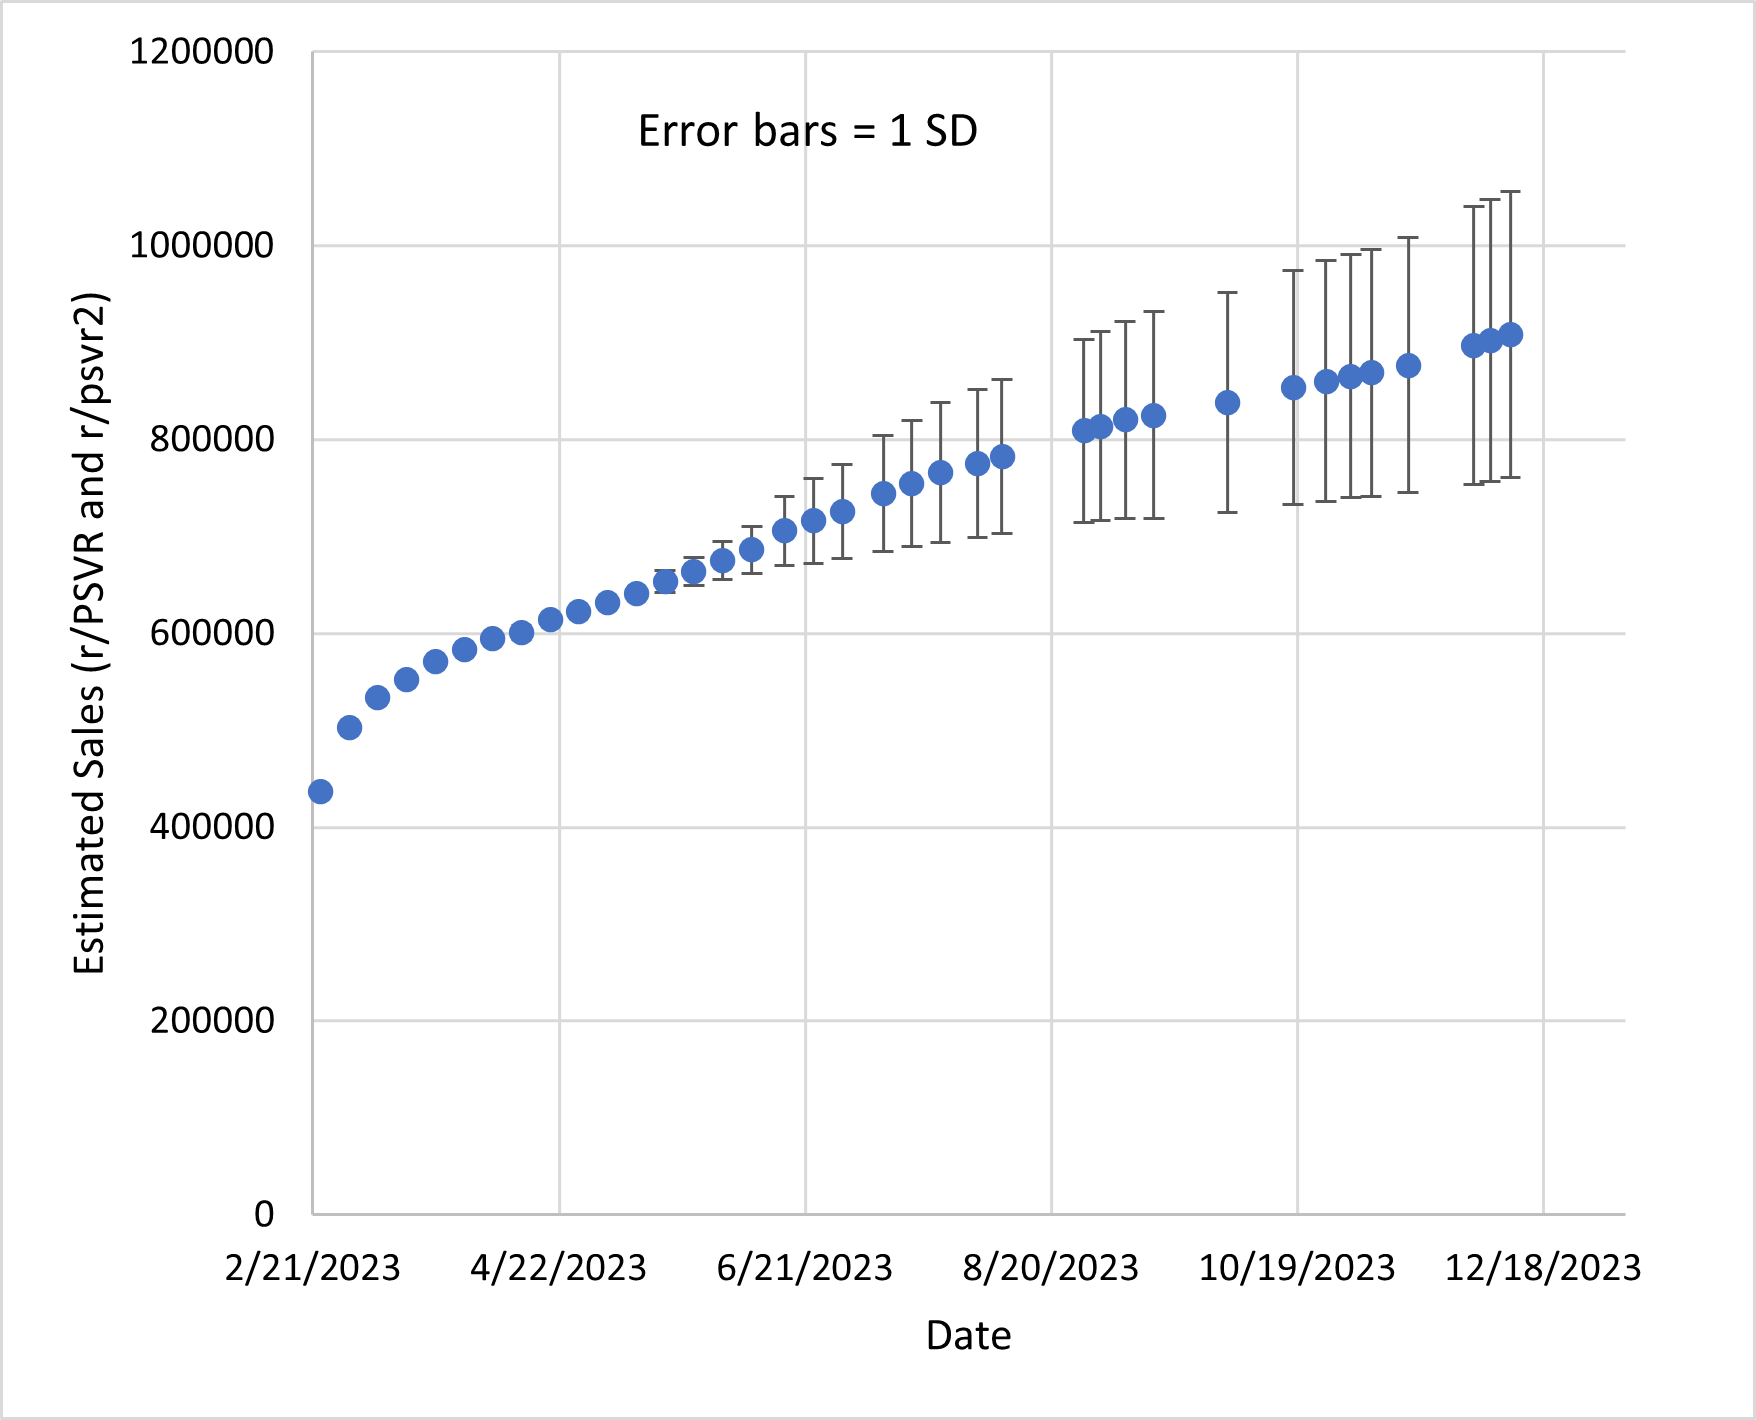 Error bars = 1 SD
Estimated Sales (r/PSVR and r/psvr2)
1200000
1000000
800000
600000
400000
200000
0
2/21/2023 4/22/2023 6/21/2023 8/20/2023 10/19/2023 12/18/2023
Date